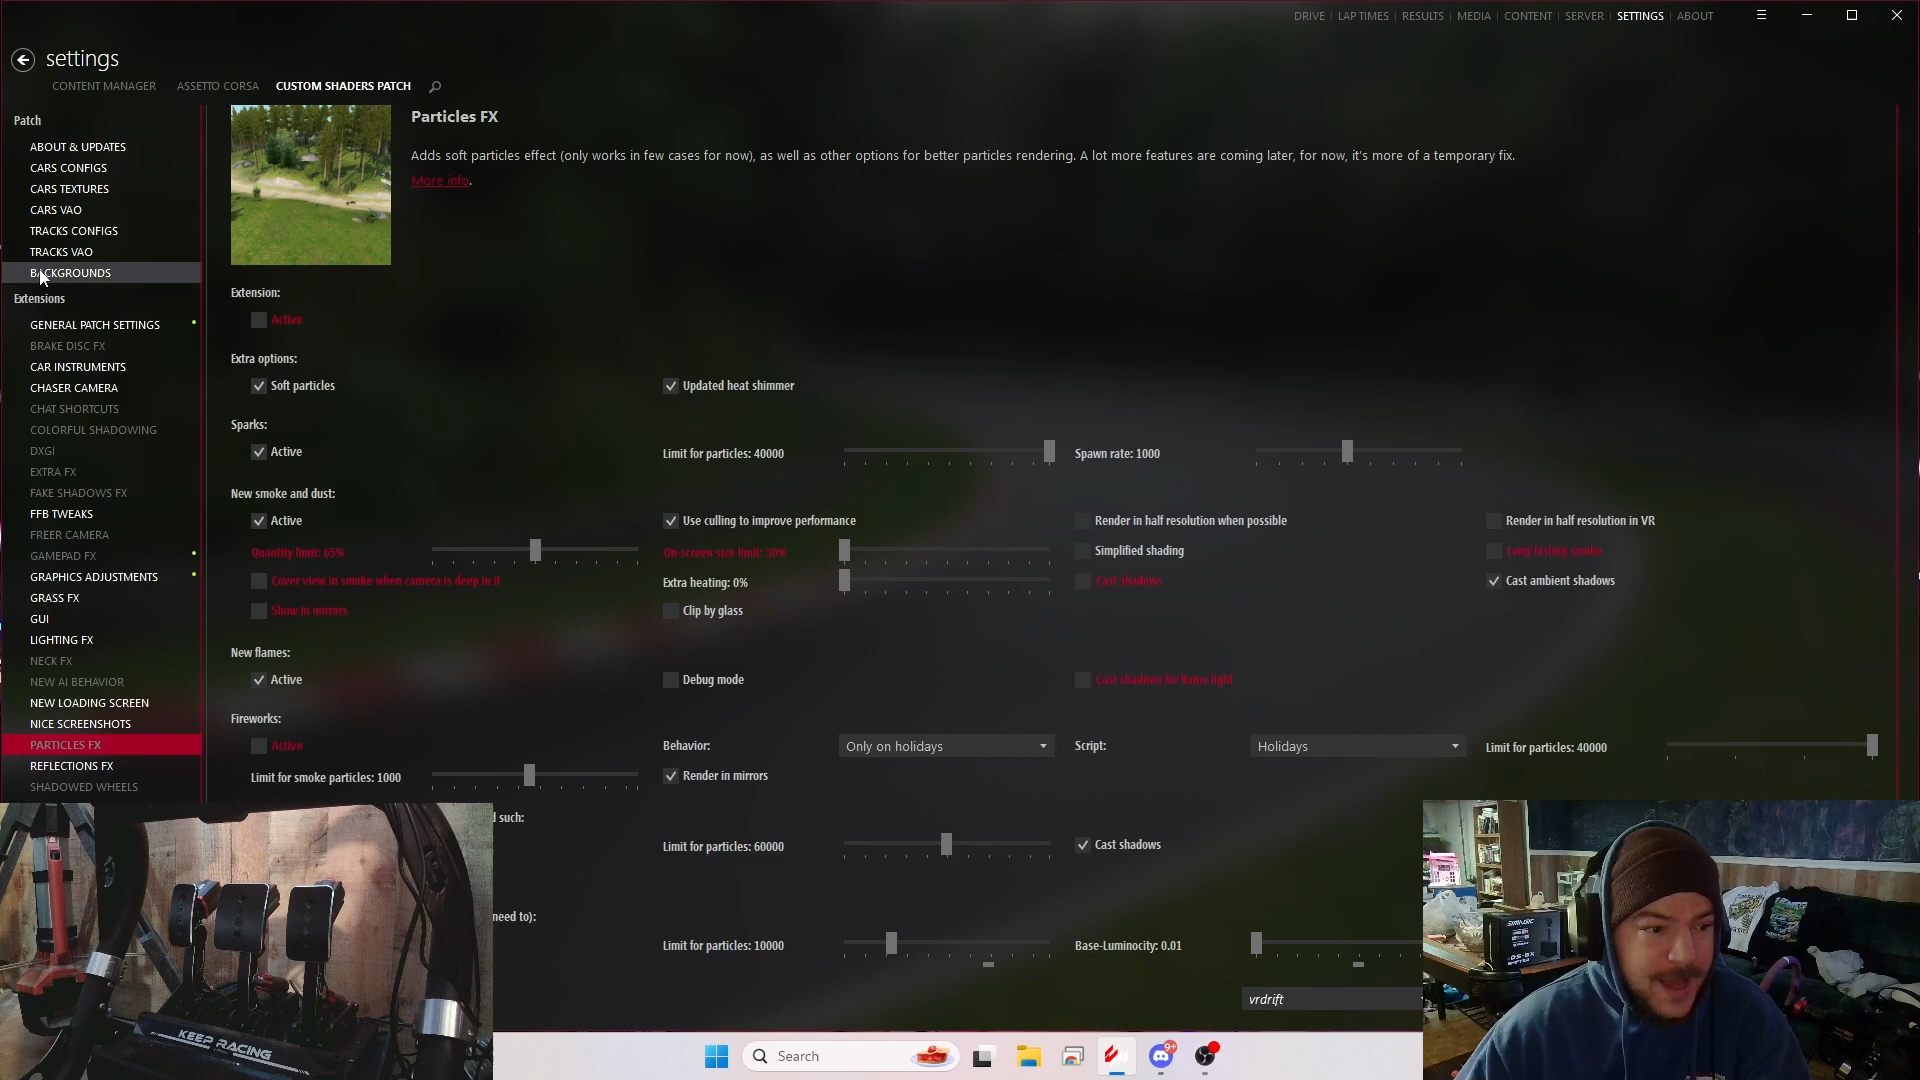 DRIVE | LAP TIMES | RESULTS | MEDIA | CONTENT | SERVER | SETTINGS | ABOUT
settings
CONTENT MANAGER ASSETTO CORSA CUSTOM SHADERS PATCH
Patch
ABOUT & UPDATES
CARS CONFIGS
CARS TEXTURES
CARS VAO
TRACKS CONFIGS
TRACKS VAO
BACKGROUNDS
Extensions
GENERAL PATCH SETTINGS
BRAKE DISC FX
CAR INSTRUMENTS
CHASER CAMERA
CHAT SHORTCUTS
COLORFUL SHADOWING
DXGI
EXTRA FX
FAKE SHADOWS FX
FFB TWEAKS
FREER CAMERA
GAMEPAD FX
GRAPHICS ADJUSTMENTS
GRASS FX
GUI
LIGHTING FX
NECK FX
NEW AI BEHAVIOR
NEW LOADING SCREEN
NICE SCREENSHOTS
PARTICLES FX
REFLECTIONS FX
SHADOWED WHEELS
Particles FX
Adds soft particles effect (only works in few cases for now), as well as other options for better particles rendering. A lot more features are coming later, for now, it's more of a temporary fix.
More info.
Extension:
Active
Extra options:
Soft particles Updated heat shimmer
Sparks:
Active Limit for particles: 40000 Spawn rate: 1000
New smoke and dust:
Active Use culling to improve performance Render in half resolution when possible Render in half resolution in VR
Quantity limit: 65% On-screen size limit: 50% Simplified shading Long lasting smoke
Cover view in smoke when camera is deep in it Extra heating: 0% Cast shadows Cast ambient shadows
Show in mirrors Clip by glass
New flames:
Active Debug mode Cast shadows for flame light
Fireworks:
Active Behavior: Only on holidays Script: Holidays Limit for particles: 40000
Limit for smoke particles: 1000 Render in mirrors
such:
Limit for particles: 60000 Cast shadows
need to):
Limit for particles: 10000 Base-Luminocity: 0.01
vrdrift
Search
9+
KEEP RACING
SIMAGIC